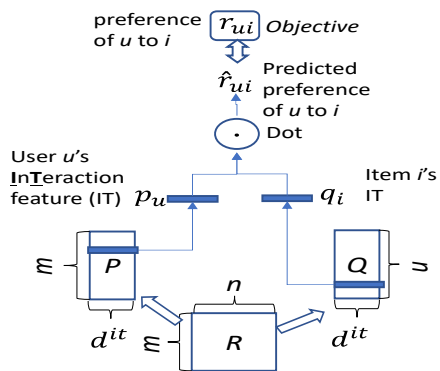 preference
of u to i
r_ui Objective
r̂_ui
Predicted
preference
of u to i
· Dot
User u's
InTeraction
feature (IT)
p_u
q_i
Item i's
IT
m
P
Q
n
d^it
n
d^it
m
R